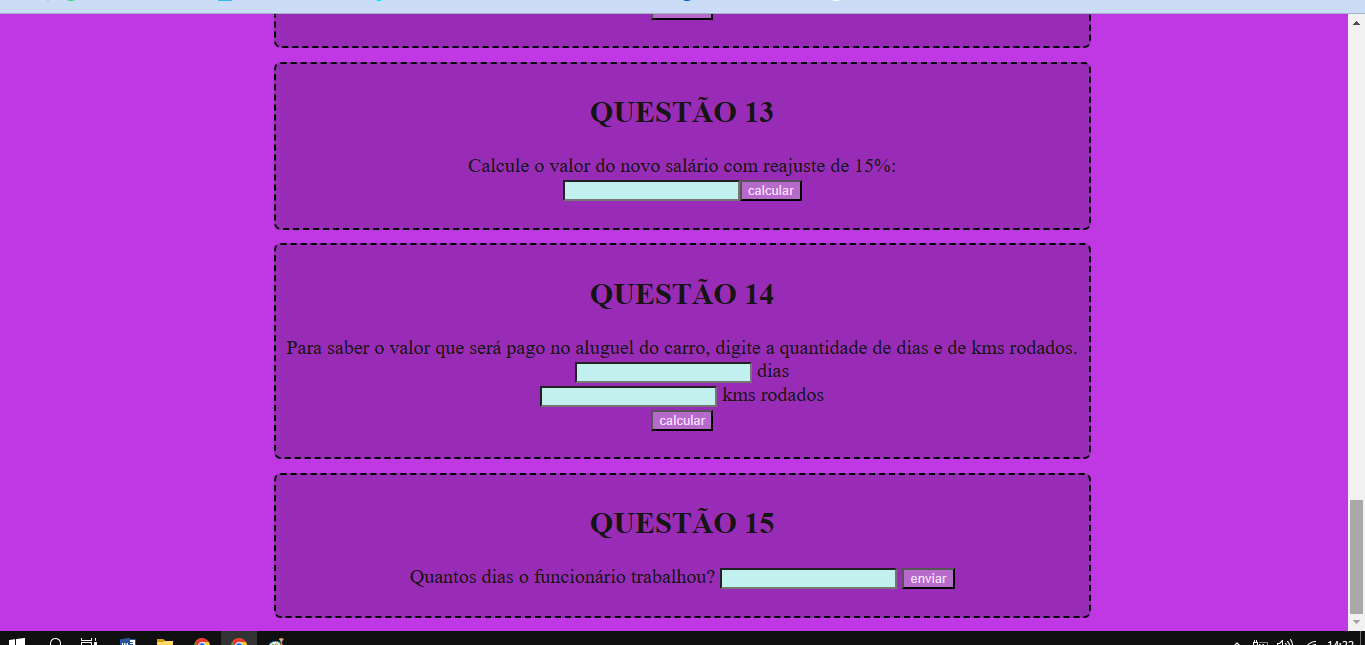 QUESTÃO 13
Calcule o valor do novo salário com reajuste de 15%:
calcular
QUESTÃO 14
Para saber o valor que será pago no aluguel do carro, digite a quantidade de dias e de kms rodados.
dias
kms rodados
calcular
QUESTÃO 15
Quantos dias o funcionário trabalhou? enviar